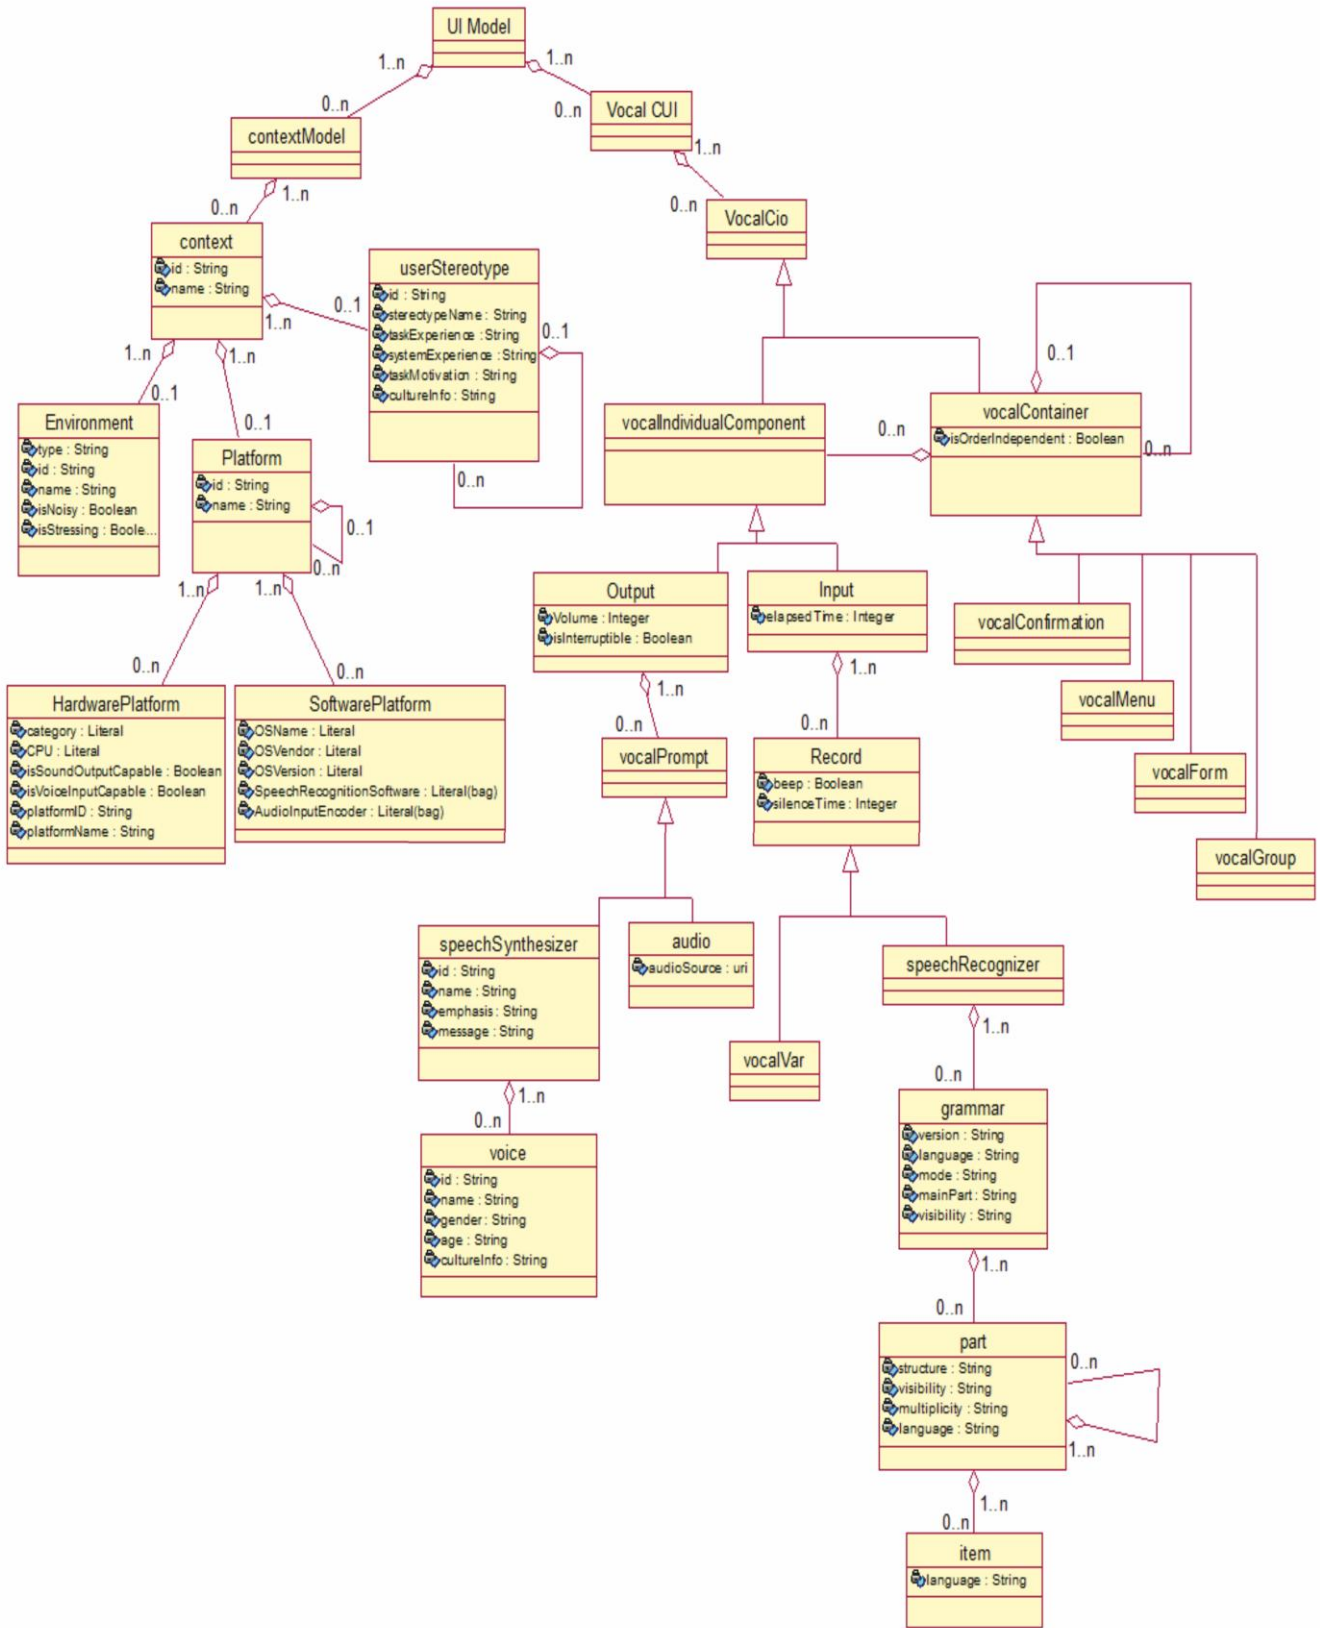 UI Model
1..n
1..n
0..n
0..n
Vocal CUI
contextModel
1..n
1..n
0..n
0..n
VocalCio
context
id : String
name : String
userStereotype
id : String
stereotypeName : String
taskExperience : String
systemExperience : String
taskMotivation : String
cultureInfo : String
0..1
1..n
0..1
0..n
1..n
1..n
0..1
0..1
0..1
0..n
vocalContainer
isOrderIndependent : Boolean
vocalIndividualComponent
0..n
Environment
type : String
id : String
name : String
isNoisy : Boolean
isStressing : Boole...
Platform
id : String
name : String
0..1
0..n
1..n
1..n
0..n
0..n
Output
Volume : Integer
isInterruptible : Boolean
Input
elapsedTime : Integer
vocalConfirmation
vocalMenu
vocalForm
vocalGroup
1..n
1..n
0..n
0..n
HardwarePlatform
category : Literal
CPU : Literal
isSoundOutputCapable : Boolean
isVoiceInputCapable : Boolean
platformID : String
platformName : String
SoftwarePlatform
OSName : Literal
OSVendor : Literal
OSVersion : Literal
SpeechRecognitionSoftware : Literal(bag)
AudioInputEncoder : Literal(bag)
vocalPrompt
Record
beep : Boolean
silenceTime : Integer
speechSynthesizer
id : String
name : String
emphasis : String
message : String
audio
audioSource : uri
speechRecognizer
1..n
vocalVar
0..n
1..n
0..n
voice
id : String
name : String
gender : String
age : String
cultureInfo : String
grammar
version : String
language : String
mode : String
mainPart : String
visibility : String
1..n
0..n
part
structure : String
visibility : String
multiplicity : String
language : String
0..n
1..n
1..n
0..n
item
language : String